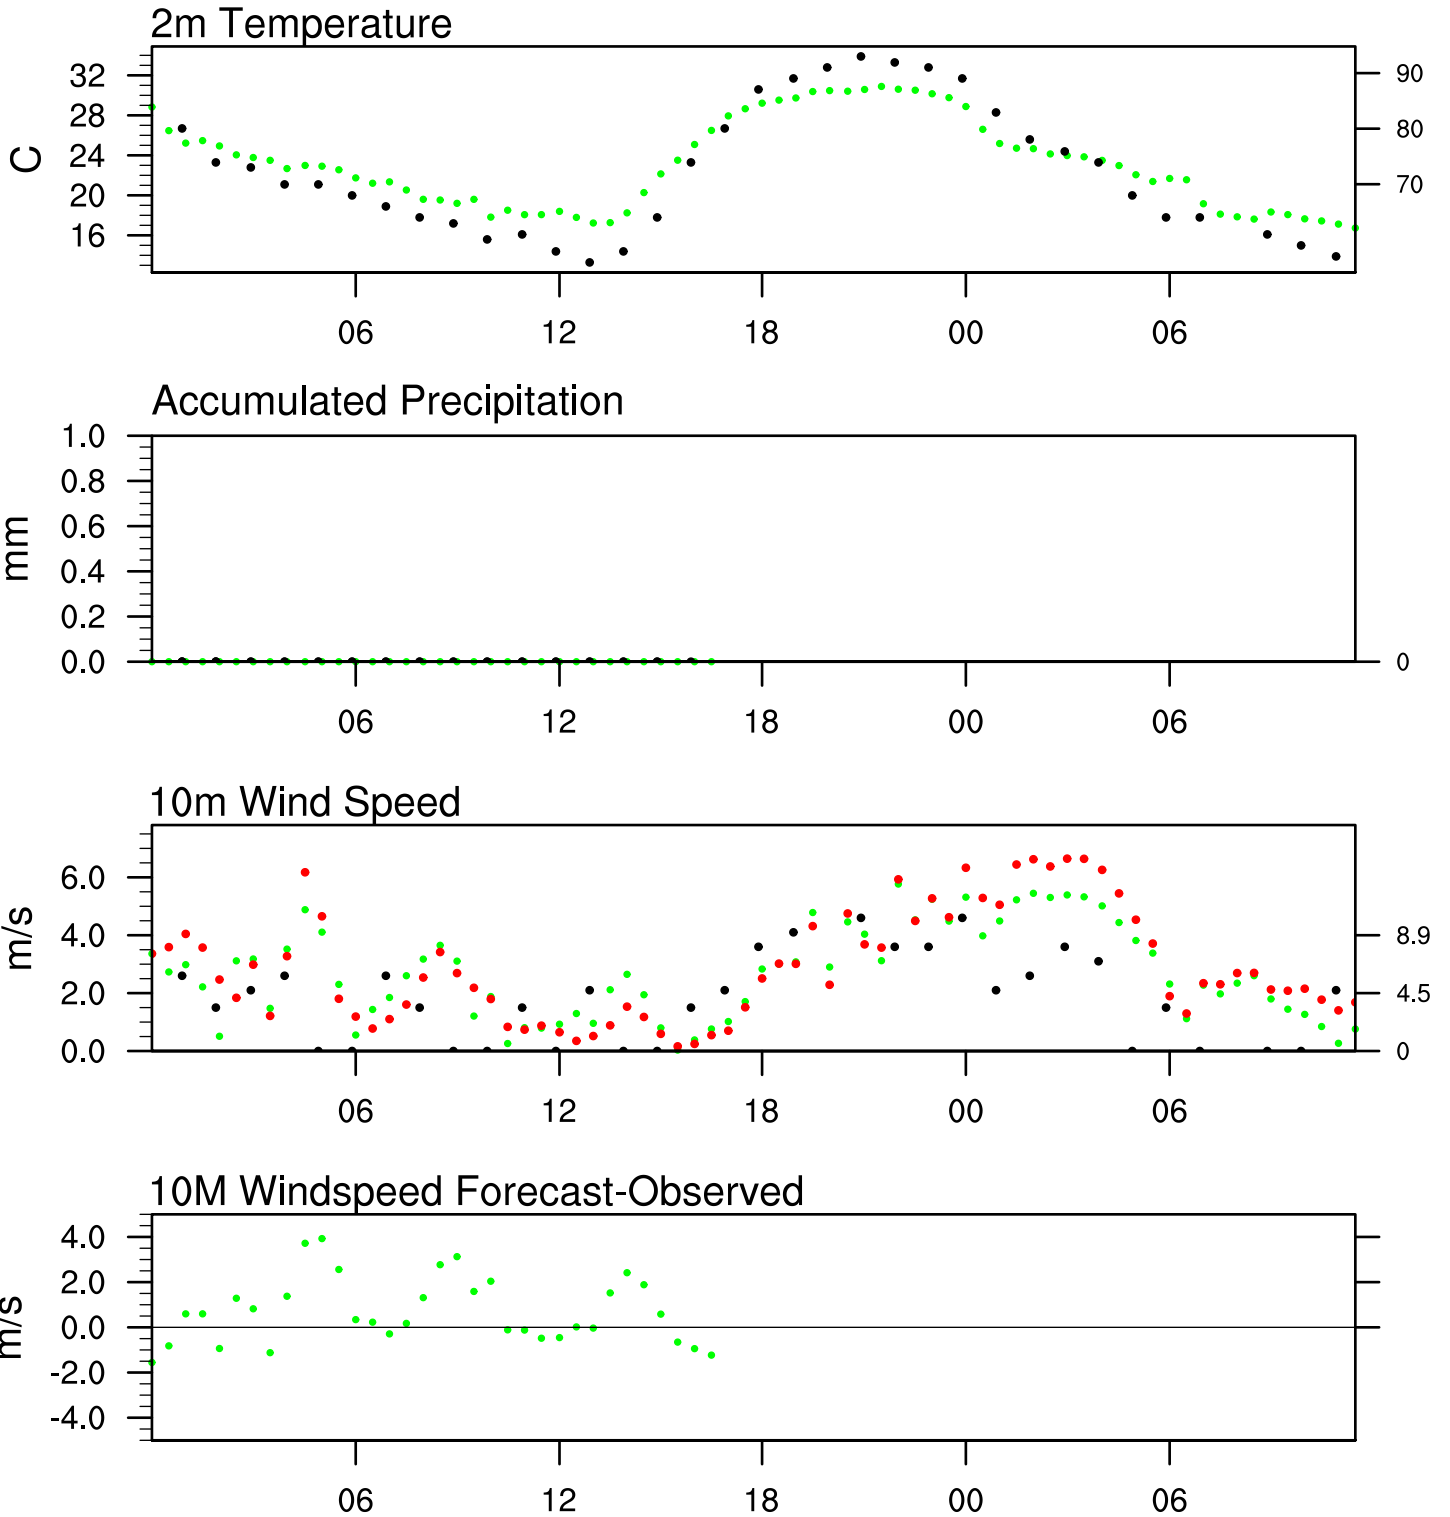 2m Temperature
32
28
24
20
16
C
90
80
70
06 12 18 00 06
Accumulated Precipitation
1.0
0.8
0.6
0.4
0.2
0.0
mm
0
06 12 18 00 06
10m Wind Speed
6.0
4.0
2.0
0.0
m/s
8.9
4.5
0
06 12 18 00 06
10M Windspeed Forecast-Observed
4.0
2.0
0.0
-2.0
-4.0
m/s
06 12 18 00 06